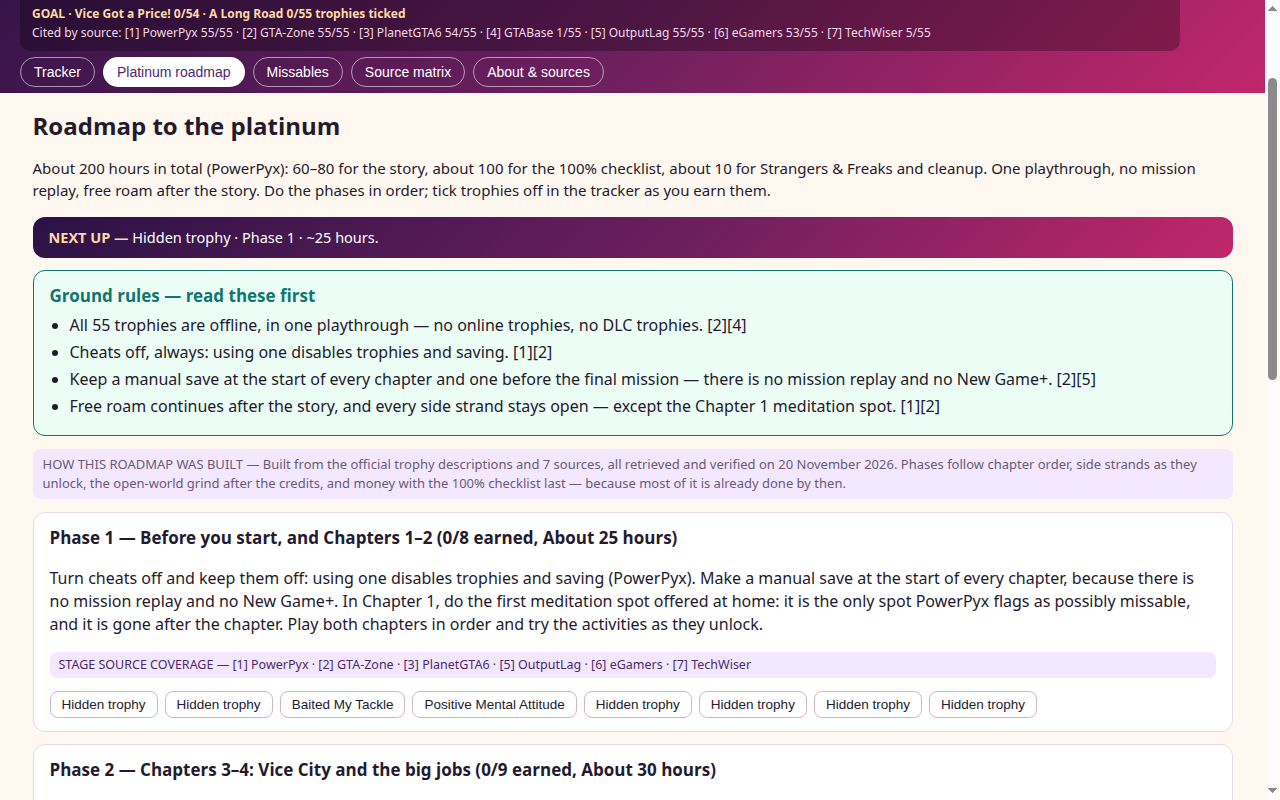 GOAL · Vice Got a Price! 0/54 · A Long Road 0/55 trophies ticked
Cited by source: [1] PowerPyx 55/55 · [2] GTA-Zone 55/55 · [3] PlanetGTA6 54/55 · [4] GTABase 1/55 · [5] OutputLag 55/55 · [6] eGamers 53/55 · [7] TechWiser 5/55
Tracker
Platinum roadmap
Missables
Source matrix
About & sources
Roadmap to the platinum
About 200 hours in total (PowerPyx): 60–80 for the story, about 100 for the 100% checklist, about 10 for Strangers & Freaks and cleanup. One playthrough, no mission
replay, free roam after the story. Do the phases in order; tick trophies off in the tracker as you earn them.
NEXT UP — Hidden trophy · Phase 1 · ~25 hours.
Ground rules — read these first
• All 55 trophies are offline, in one playthrough — no online trophies, no DLC trophies. [2][4]
• Cheats off, always: using one disables trophies and saving. [1][2]
• Keep a manual save at the start of every chapter and one before the final mission — there is no mission replay and no New Game+. [2][5]
• Free roam continues after the story, and every side strand stays open — except the Chapter 1 meditation spot. [1][2]
HOW THIS ROADMAP WAS BUILT — Built from the official trophy descriptions and 7 sources, all retrieved and verified on 20 November 2026. Phases follow chapter order, side strands as they
unlock, the open-world grind after the credits, and money with the 100% checklist last — because most of it is already done by then.
Phase 1 — Before you start, and Chapters 1–2 (0/8 earned, About 25 hours)
Turn cheats off and keep them off: using one disables trophies and saving (PowerPyx). Make a manual save at the start of every chapter, because there is
no mission replay and no New Game+. In Chapter 1, do the first meditation spot offered at home: it is the only spot PowerPyx flags as possibly missable,
and it is gone after the chapter. Play both chapters in order and try the activities as they unlock.
STAGE SOURCE COVERAGE — [1] PowerPyx · [2] GTA-Zone · [3] PlanetGTA6 · [5] OutputLag · [6] eGamers · [7] TechWiser
Hidden trophy
Hidden trophy
Baited My Tackle
Positive Mental Attitude
Hidden trophy
Hidden trophy
Hidden trophy
Hidden trophy
Phase 2 — Chapters 3–4: Vice City and the big jobs (0/9 earned, About 30 hours)